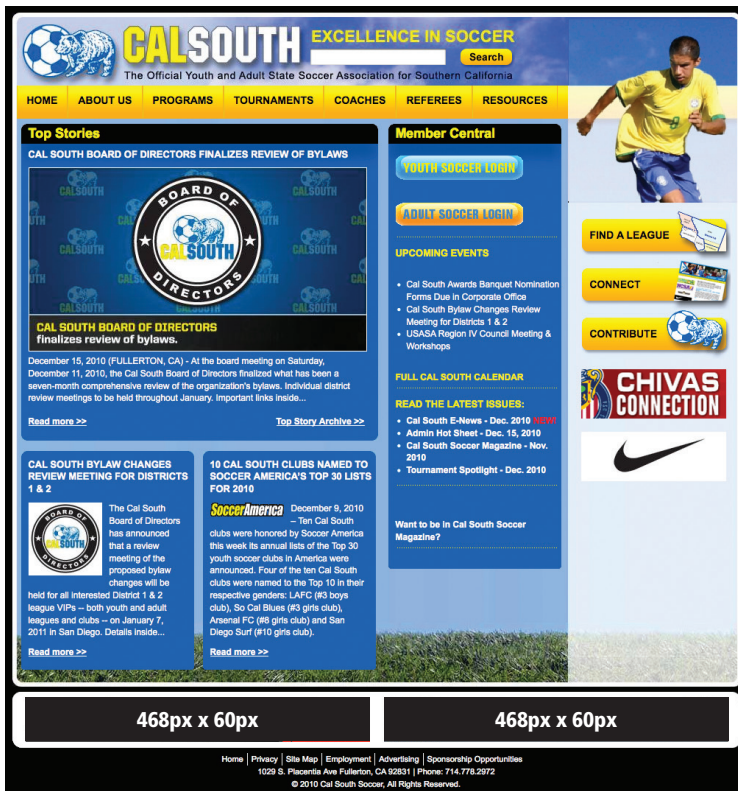 CALSOUTH
EXCELLENCE IN SOCCER
Search
The Official Youth and Adult State Soccer Association for Southern California
HOME ABOUT US PROGRAMS TOURNAMENTS COACHES REFEREES RESOURCES
Top Stories
CAL SOUTH BOARD OF DIRECTORS FINALIZES REVIEW OF BYLAWS
BOARD OF
CALSOUTH
DIRECTORS
CAL SOUTH BOARD OF DIRECTORS
finalizes review of bylaws.
December 15, 2010 (FULLERTON, CA) - At the board meeting on Saturday,
December 11, 2010, the Cal South Board of Directors finalized what has been a
seven-month comprehensive review of the organization's bylaws. Individual district
review meetings to be held throughout January. Important links inside...
Read more >> Top Story Archive >>
CAL SOUTH BYLAW CHANGES
REVIEW MEETING FOR DISTRICTS
1 & 2
BOARD OF
CALSOUTH
DIRECTORS
The Cal South
Board of Directors
has announced
that a review
meeting of the
proposed bylaw
changes will be
held for all interested District 1 & 2
league VIPs -- both youth and adult
leagues and clubs -- on January 7,
2011 in San Diego. Details inside...
Read more >>
10 CAL SOUTH CLUBS NAMED TO
SOCCER AMERICA'S TOP 30 LISTS
FOR 2010
SoccerAmerica
December 9, 2010
– Ten Cal South
clubs were honored by Soccer America
this week its annual lists of the Top 30
youth soccer clubs in America were
announced. Four of the ten Cal South
clubs were named to the Top 10 in their
respective genders: LAFC (#3 boys
club), So Cal Blues (#3 girls club),
Arsenal FC (#8 girls club) and San
Diego Surf (#10 girls club).
Read more >>
Member Central
YOUTH SOCCER LOGIN
ADULT SOCCER LOGIN
UPCOMING EVENTS
• Cal South Awards Banquet Nomination
Forms Due in Corporate Office
• Cal South Bylaw Changes Review
Meeting for Districts 1 & 2
• USASA Region IV Council Meeting &
Workshops
FULL CAL SOUTH CALENDAR
READ THE LATEST ISSUES:
• Cal South E-News - Dec. 2010 NEW!
• Admin Hot Sheet - Dec. 15, 2010
• Cal South Soccer Magazine - Nov.
2010
• Tournament Spotlight - Dec. 2010
Want to be in Cal South Soccer
Magazine?
8
FIND A LEAGUE
CONNECT
CONTRIBUTE
CHIVAS
CONNECTION
468px x 60px
468px x 60px
Home | Privacy | Site Map | Employment | Advertising | Sponsorship Opportunities
1029 S. Placentia Ave Fullerton, CA 92831 | Phone: 714.778.2972
© 2010 Cal South Soccer, All Rights Reserved.